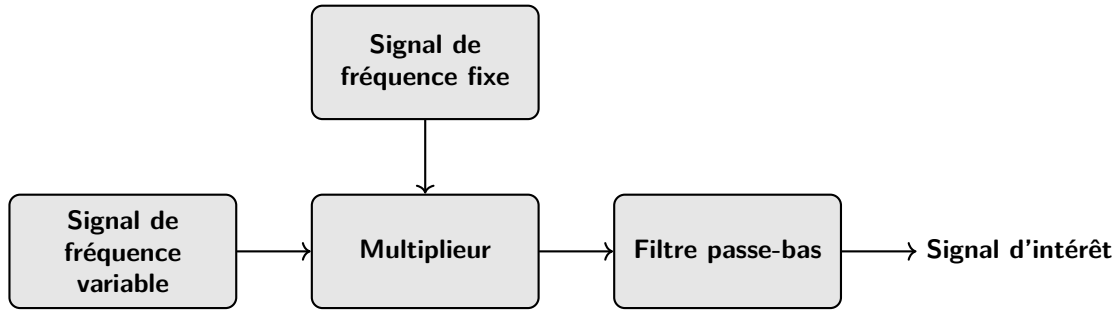 Signal de
fréquence fixe
Signal de
fréquence
variable
Multiplieur
Filtre passe-bas
Signal d'intérêt